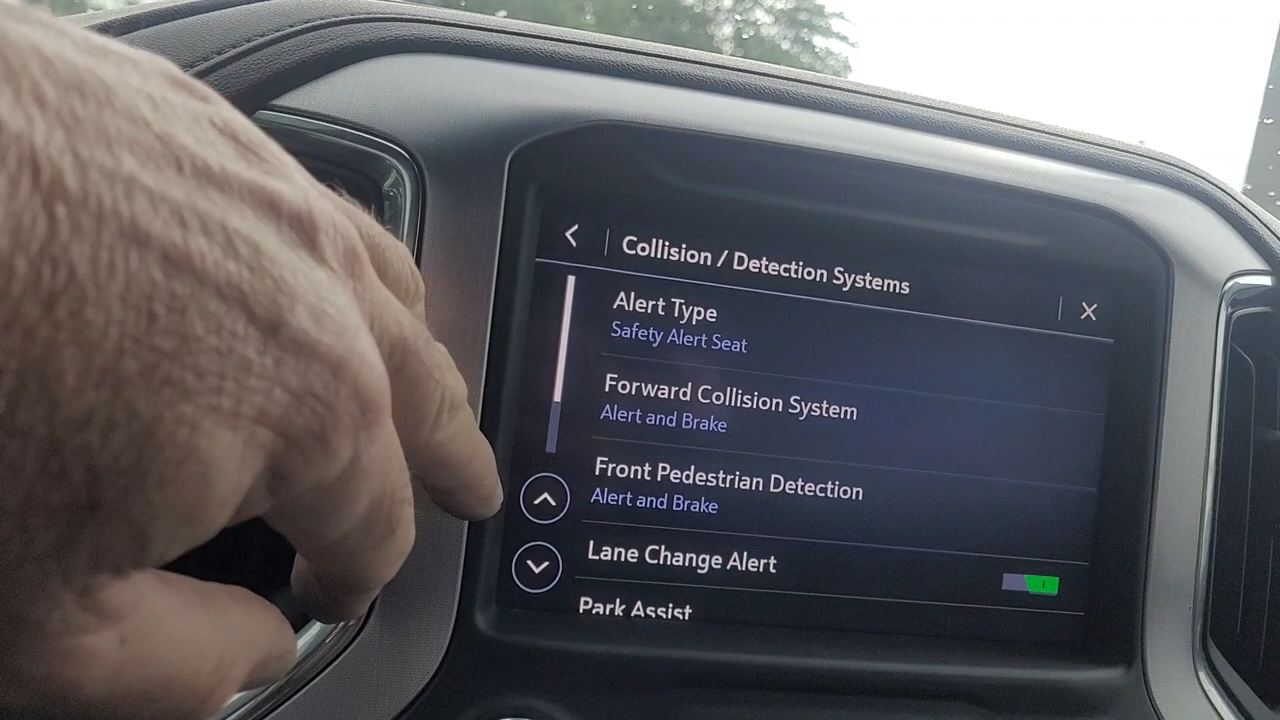 Collision / Detection Systems
Alert Type
Safety Alert Seat
Forward Collision System
Alert and Brake
Front Pedestrian Detection
Alert and Brake
Lane Change Alert
Park Assist